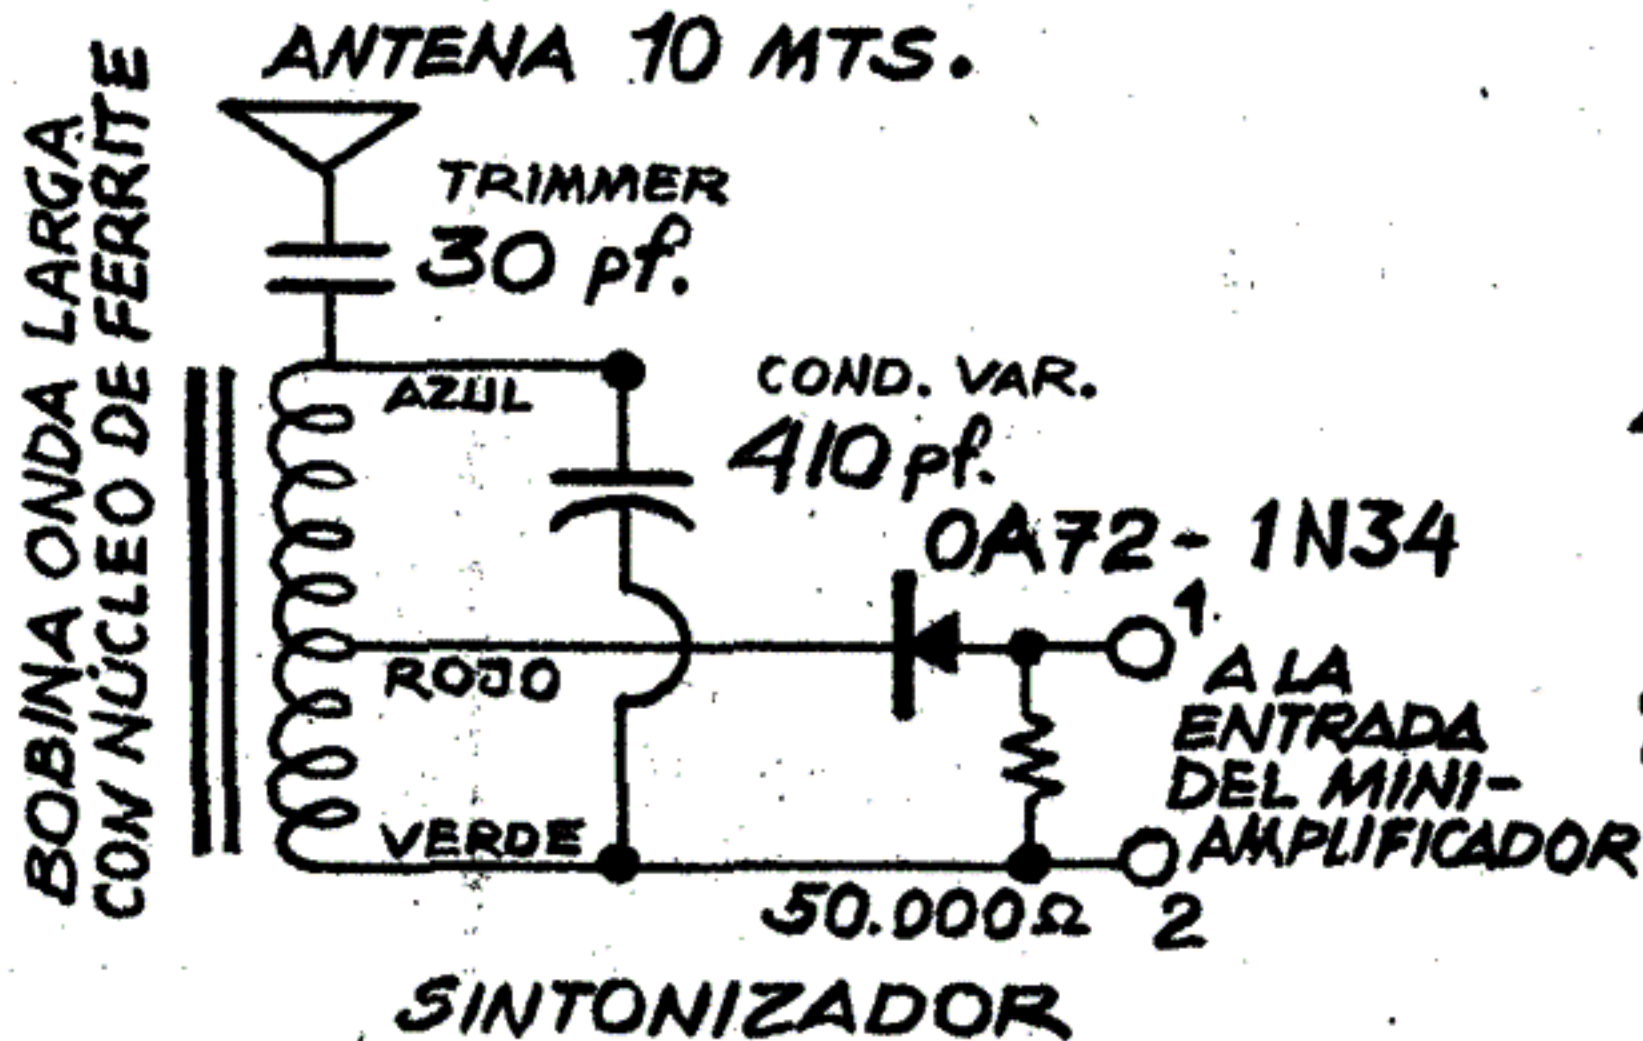 ANTENA 10 MTS.
BOBINA ONDA LARGA
CON NÚCLEO DE FERRITE
TRIMMER
30 pf.
AZUL
COND. VAR.
410 pf.
OA72 - 1N34
1
ROJO
A LA
ENTRADA
DEL MINI-
AMPLIFICADOR
VERDE
50.000Ω
2
SINTONIZADOR